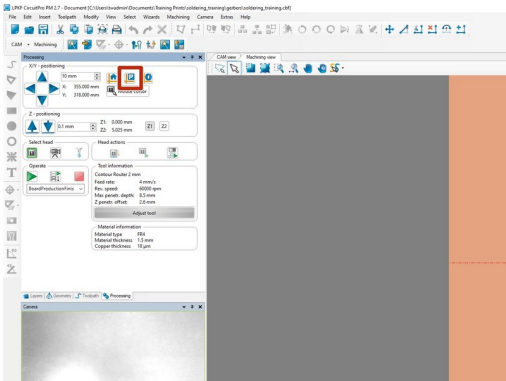 LPKF CircuitPro PM 2.7 - Document [C:\Users\tvadmin\Documents\Training Prints\soldering_training\gerbers\soldering_training.cbf]
File Edit Insert Toolpath Modify View Select Wizards Machining Camera Extras Help
CAM Machining
Processing
CAM view Machining view
X/Y - positioning
10 mm
X: 335.000 mm
Y: 318.000 mm
Z - positioning
0.1 mm
Z1: 0.000 mm
Z2: 5.025 mm
Z1 Z2
Select head
Head actions
Operate
BoardProductionFinis
Tool information
Contour Router 2 mm
Feed rate: 4 mm/s
Rev. speed: 60000 rpm
Max penets. depth: 8.5 mm
Z penets. offset: 2.6 mm
Adjust tool
Material information
Material type FR4
Material thickness 1.5 mm
Copper thickness 18 µm
Layers Geometry Toolpath Processing
Camera